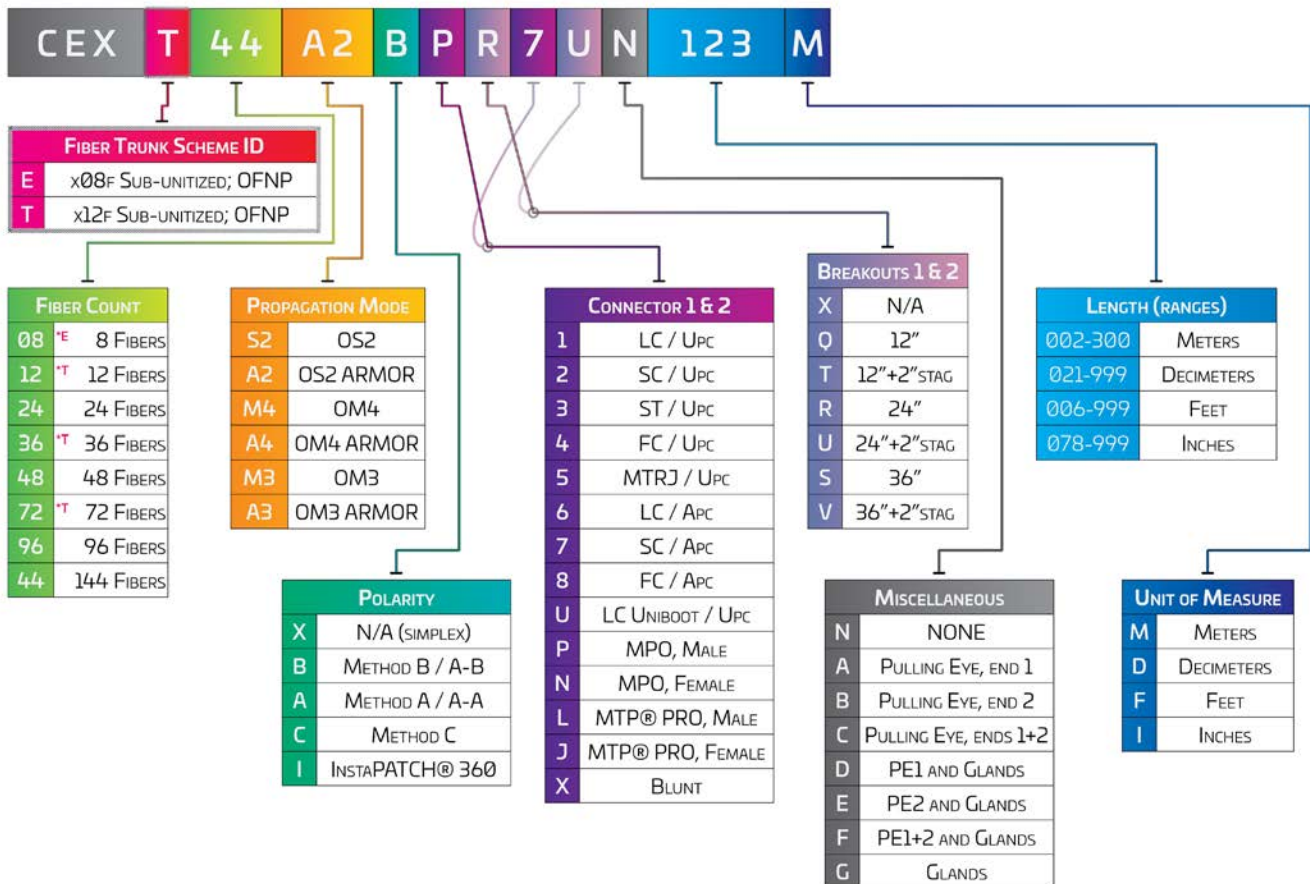 CEX T 44 A2 B P R 7 U N 123 M
FIBER TRUNK SCHEME ID
E x08F SUB-UNITIZED; OFNP
T x12F SUB-UNITIZED; OFNP
FIBER COUNT
08 *E 8 FIBERS
12 *T 12 FIBERS
24 24 FIBERS
36 *T 36 FIBERS
48 48 FIBERS
72 *T 72 FIBERS
96 96 FIBERS
44 144 FIBERS
PROPAGATION MODE
S2 OS2
A2 OS2 ARMOR
M4 OM4
A4 OM4 ARMOR
M3 OM3
A3 OM3 ARMOR
POLARITY
X N/A (SIMPLEX)
B METHOD B / A-B
A METHOD A / A-A
C METHOD C
I INSTAPATCH® 360
CONNECTOR 1 & 2
1 LC / UPC
2 SC / UPC
3 ST / UPC
4 FC / UPC
5 MTRJ / UPC
6 LC / APC
7 SC / APC
8 FC / APC
U LC UNIBOOT / UPC
P MPO, MALE
N MPO, FEMALE
L MTP® PRO, MALE
J MTP® PRO, FEMALE
X BLUNT
BREAKOUTS 1 & 2
X N/A
Q 12"
T 12"+2"STAG
R 24"
U 24"+2"STAG
S 36"
V 36"+2"STAG
MISCELLANEOUS
N NONE
A PULLING EYE, END 1
B PULLING EYE, END 2
C PULLING EYE, ENDS 1+2
D PE1 AND GLANDS
E PE2 AND GLANDS
F PE1+2 AND GLANDS
G GLANDS
LENGTH (RANGES)
002-300 METERS
021-999 DECIMETERS
006-999 FEET
078-999 INCHES
UNIT OF MEASURE
M METERS
D DECIMETERS
F FEET
I INCHES